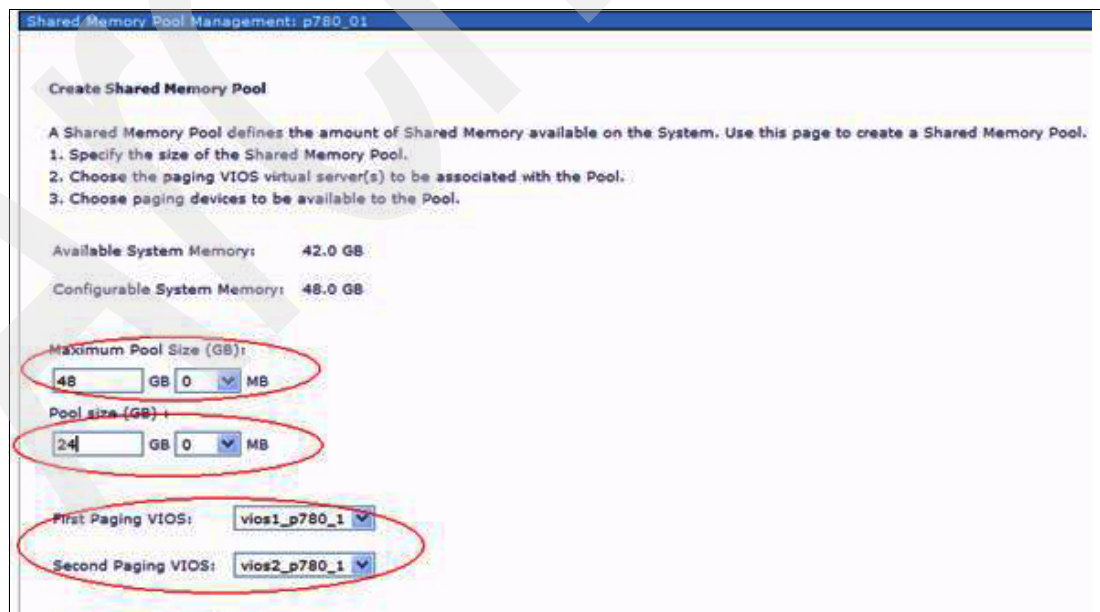 Shared Memory Pool Management: p780_01
Create Shared Memory Pool
A Shared Memory Pool defines the amount of Shared Memory available on the System. Use this page to create a Shared Memory Pool.
1. Specify the size of the Shared Memory Pool.
2. Choose the paging VIOS virtual server(s) to be associated with the Pool.
3. Choose paging devices to be available to the Pool.
Available System Memory: 42.0 GB
Configurable System Memory: 48.0 GB
Maximum Pool Size (GB):
48 GB 0 MB
Pool size (GB) :
24 GB 0 MB
First Paging VIOS: vios1_p780_1
Second Paging VIOS: vios2_p780_1